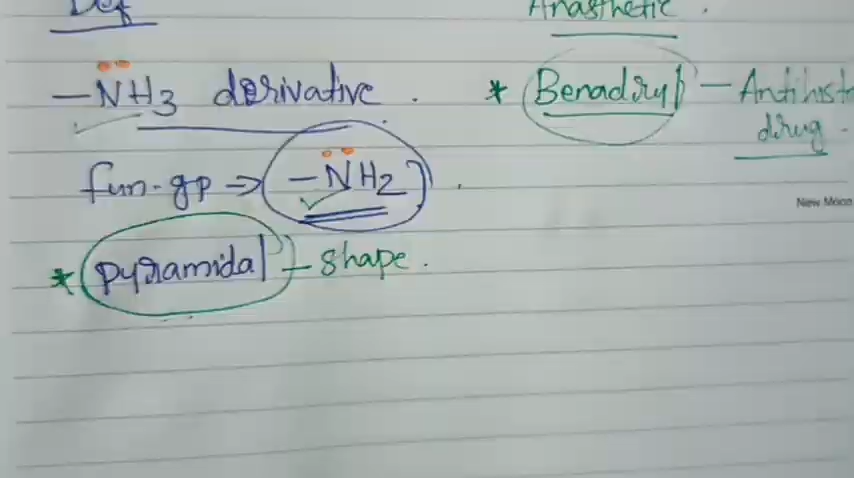 Def
-NH3 derivative.
fun-gp → -NH2.
* pyramidal - shape.
Anasthetic.
* Benadryl - Antihist
drug.
New Moon